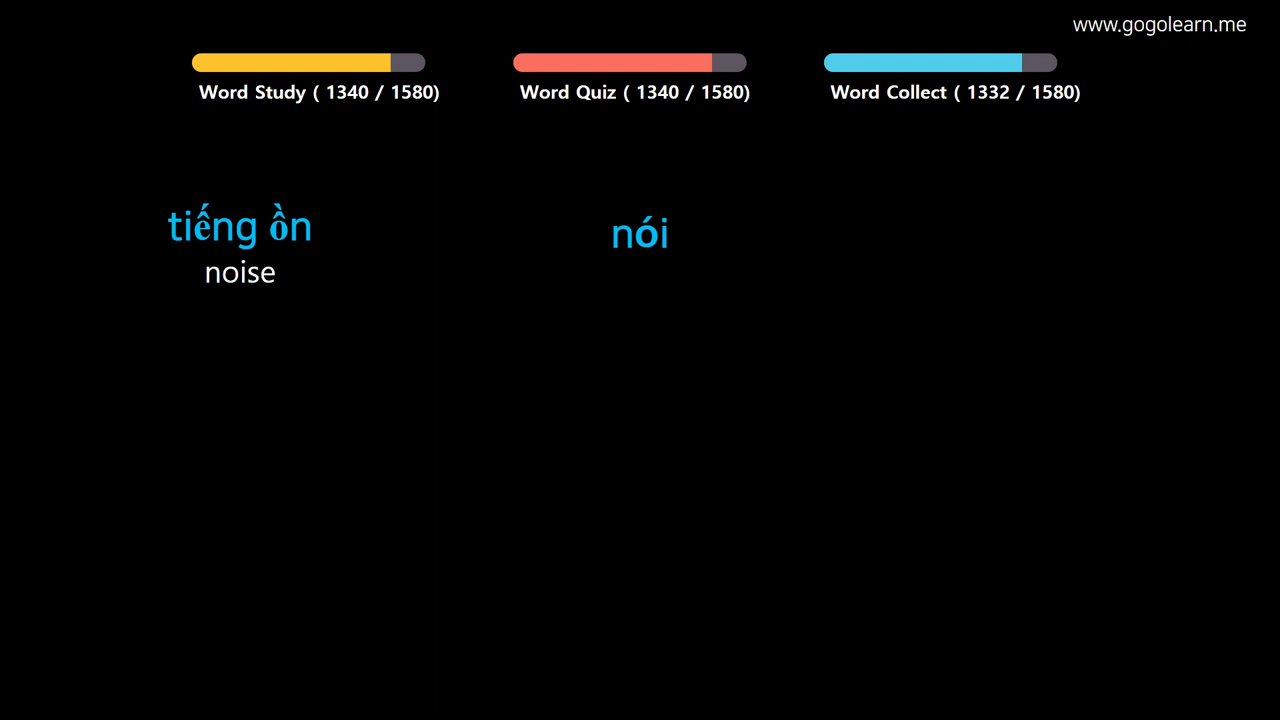 www.gogolearn.me
Word Study ( 1340 / 1580)
Word Quiz ( 1340 / 1580)
Word Collect ( 1332 / 1580)
tiếng ồn
noise
nói